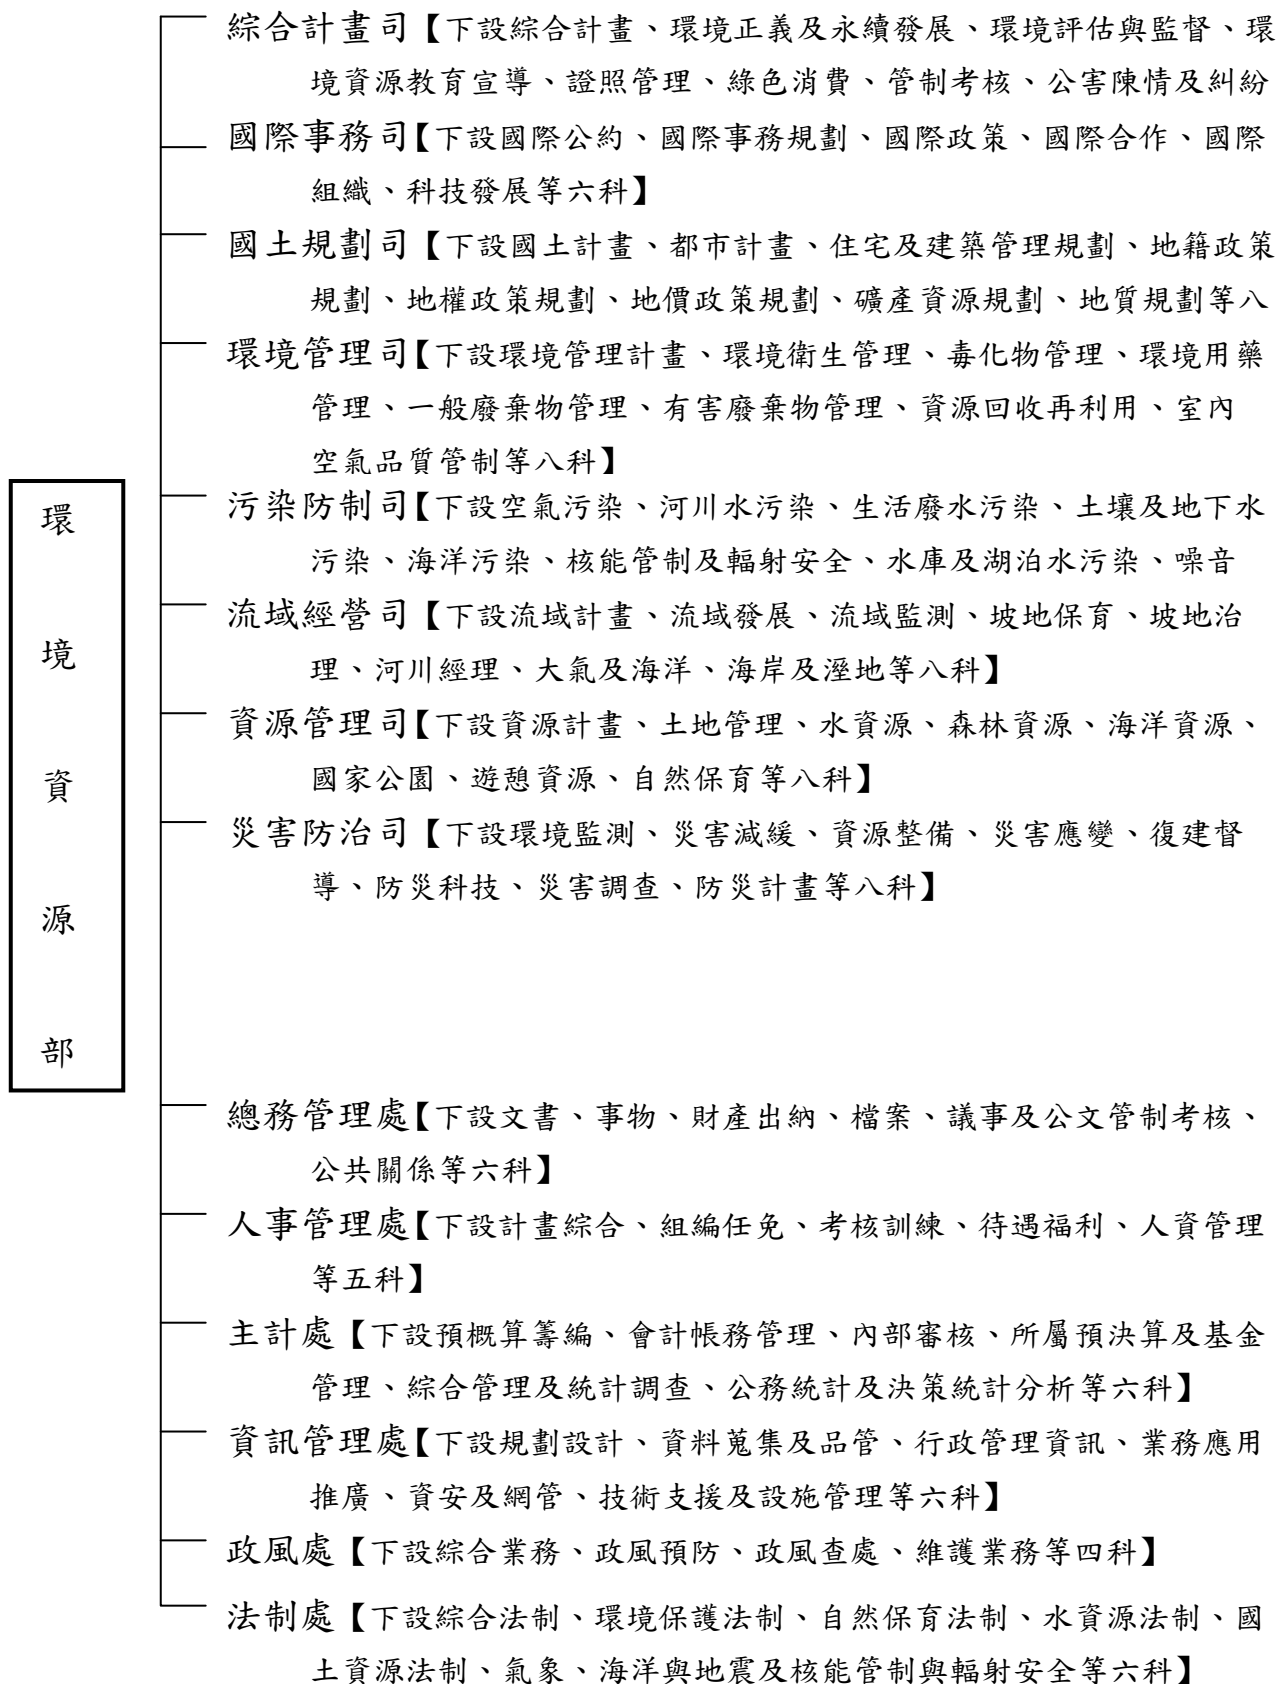 綜合計畫司【下設綜合計畫、環境正義及永續發展、環境評估與監督、環
境資源教育宣導、證照管理、綠色消費、管制考核、公害陳情及糾紛
國際事務司【下設國際公約、國際事務規劃、國際政策、國際合作、國際
組織、科技發展等六科】
國土規劃司【下設國土計畫、都市計畫、住宅及建築管理規劃、地籍政策
規劃、地權政策規劃、地價政策規劃、礦產資源規劃、地質規劃等八
環境管理司【下設環境管理計畫、環境衛生管理、毒化物管理、環境用藥
管理、一般廢棄物管理、有害廢棄物管理、資源回收再利用、室內
空氣品質管制等八科】
污染防制司【下設空氣污染、河川水污染、生活廢水污染、土壤及地下水
污染、海洋污染、核能管制及輻射安全、水庫及湖泊水污染、噪音
流域經營司【下設流域計畫、流域發展、流域監測、坡地保育、坡地治
理、河川經理、大氣及海洋、海岸及溼地等八科】
資源管理司【下設資源計畫、土地管理、水資源、森林資源、海洋資源、
國家公園、遊憩資源、自然保育等八科】
災害防治司【下設環境監測、災害減緩、資源整備、災害應變、復建督
導、防災科技、災害調查、防災計畫等八科】
環
境
資
源
部
總務管理處【下設文書、事物、財產出納、檔案、議事及公文管制考核、
公共關係等六科】
人事管理處【下設計畫綜合、組編任免、考核訓練、待遇福利、人資管理
等五科】
主計處【下設預概算籌編、會計帳務管理、內部審核、所屬預決算及基金
管理、綜合管理及統計調查、公務統計及決策統計分析等六科】
資訊管理處【下設規劃設計、資料蒐集及品管、行政管理資訊、業務應用
推廣、資安及網管、技術支援及設施管理等六科】
政風處【下設綜合業務、政風預防、政風查處、維護業務等四科】
法制處【下設綜合法制、環境保護法制、自然保育法制、水資源法制、國
土資源法制、氣象、海洋與地震及核能管制與輻射安全等六科】